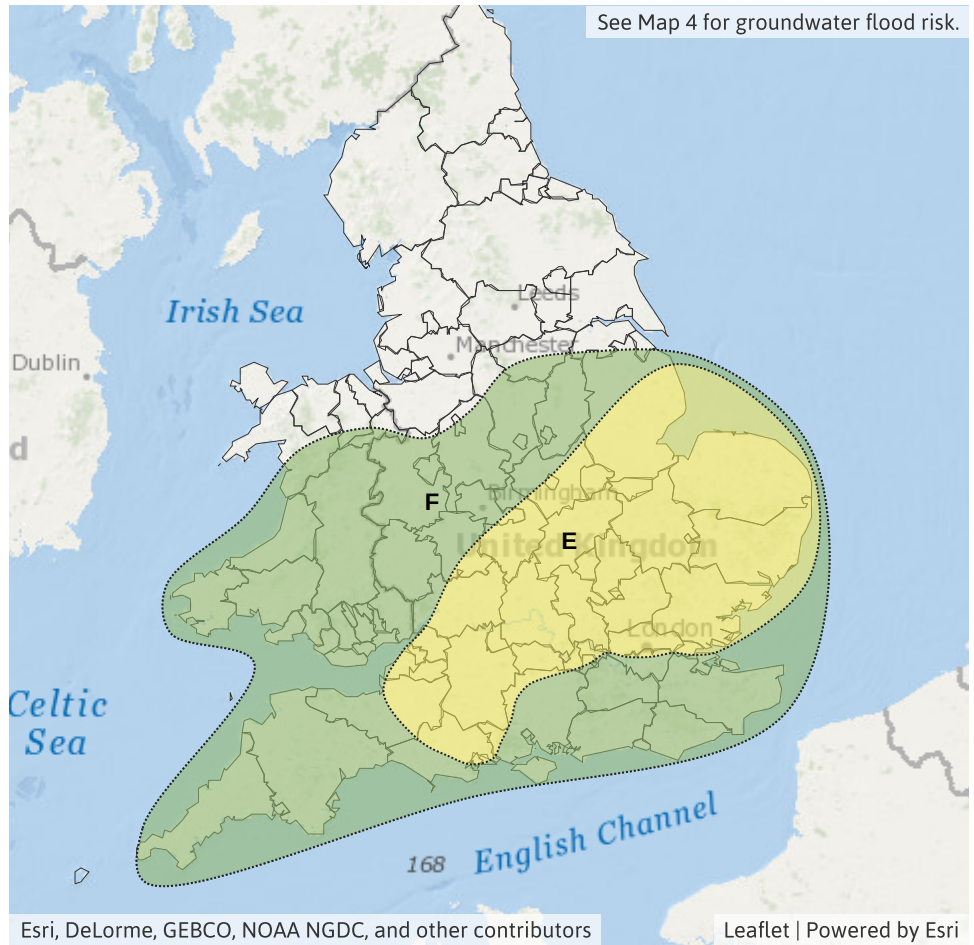 See Map 4 for groundwater flood risk.
Irish Sea
Leeds
Manchester
Dublin
d
F
Birmingham
E
United Kingdom
London
Celtic
Sea
English Channel
168
Esri, DeLorme, GEBCO, NOAA NGDC, and other contributors
Leaflet | Powered by Esri